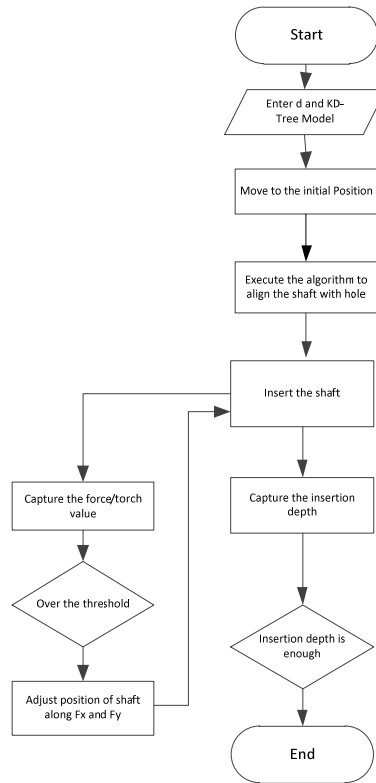 Start
Enter d and KD-
Tree Model
Move to the initial Position
Execute the algorithm to
align the shaft with hole
Insert the shaft
Capture the force/torch
value
Capture the insertion
depth
Over the threshold
Insertion depth is
enough
Adjust position of shaft
along Fx and Fy
End